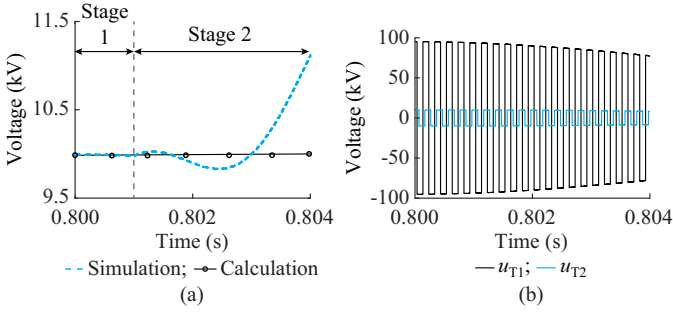 11.5
10.5
9.5
Voltage (kV)
Stage
1
Stage 2
0.800
0.802
0.804
Time (s)
Simulation; Calculation
(a)
100
50
0
-50
-100
Voltage (kV)
0.800
0.802
0.804
Time (s)
uT1; uT2
(b)